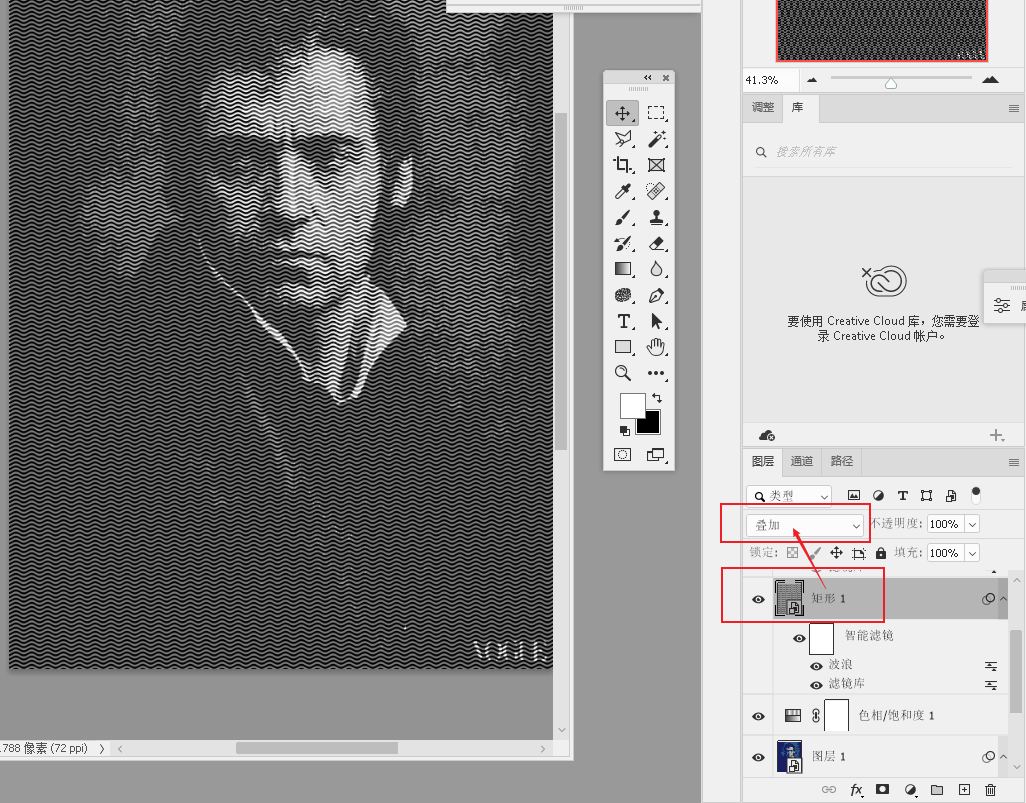 41.3%
调整
库
搜索所有库
要使用 Creative Cloud 库，您需要登
录 Creative Cloud 帐户。
图层
通道
路径
类型
叠加
不透明度:
100%
锁定:
填充:
100%
矩形 1
智能滤镜
波浪
滤镜库
色相/饱和度 1
图层 1
fx
.788 像素 (72 ppi)